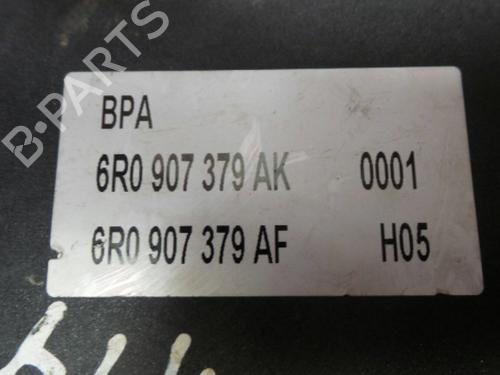 B-PARTS
BPA
6R0 907 379 AK 0001
6R0 907 379 AF H05